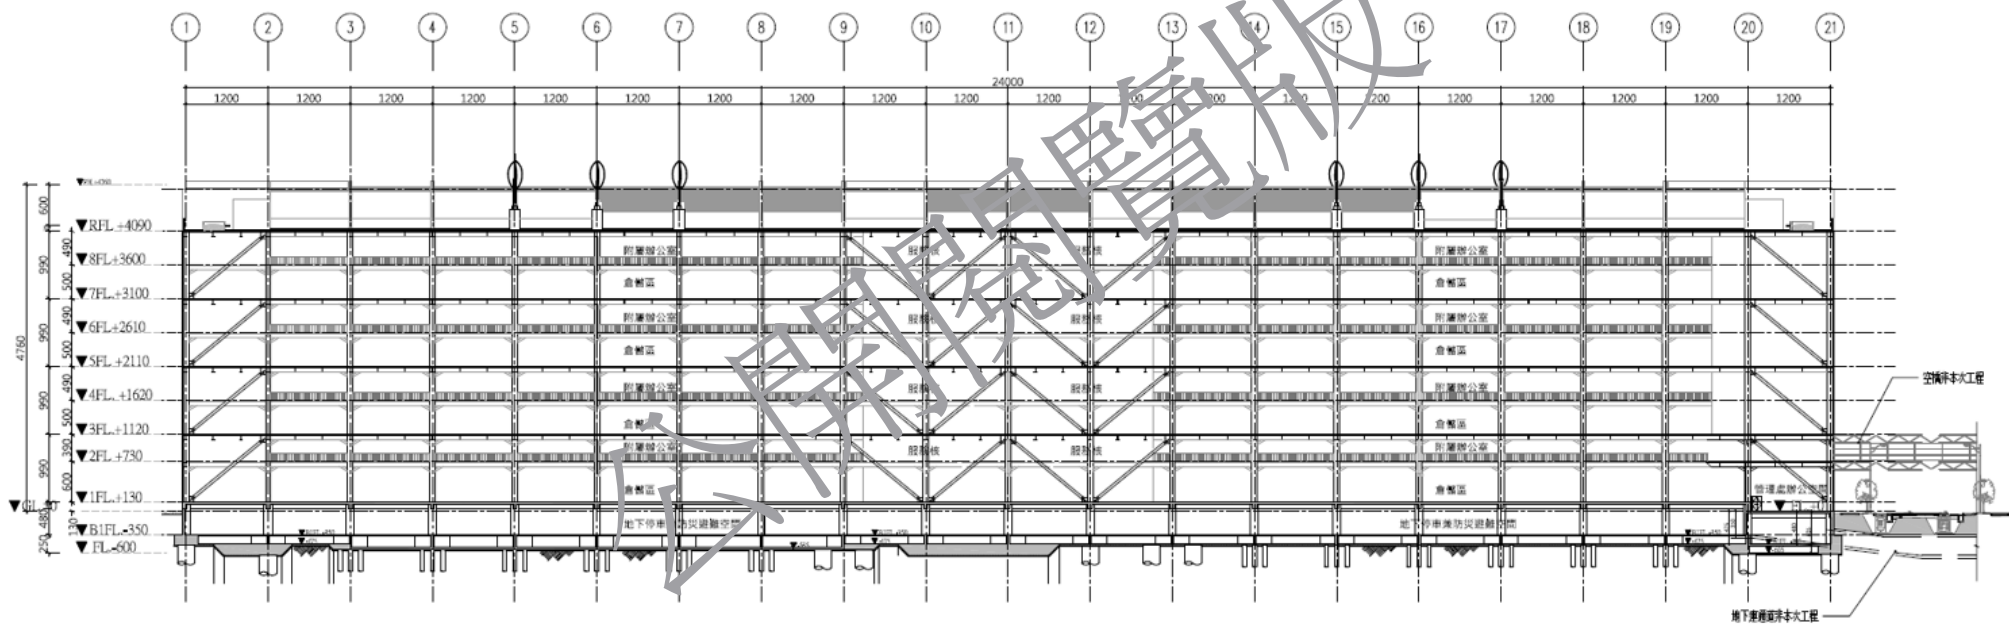 1 2 3 4 5 6 7 8 9 10 11 12 13 14 15 16 17 18 19 20 21
24000
1200 1200 1200 1200 1200 1200 1200 1200 1200 1200 1200 1200 1200 1200 1200 1200 1200 1200 1200
公開閱覽版
600
RFL +4090
490
附屬辦公室 服務核 服務核 附屬辦公室
990
8FL+3600
500
倉儲區 倉儲區
7FL+3100
490
附屬辦公室 服務核 服務核 附屬辦公室
990
6FL+2610
500
倉儲區 倉儲區
4760
5FL +2110
490
附屬辦公室 服務核 服務核 附屬辦公室
空橋非本次工程
990
4FL +1620
500
倉儲區
3FL+1120
390
附屬辦公室 服務核 服務核 附屬辦公室
990
2FL +730
600
倉儲區 倉儲區
1FL+130
480
130
地下停車兼防災避難空間 地下停車兼防災避難空間
B1FL-350
250
FL-600
地下車道非本次工程